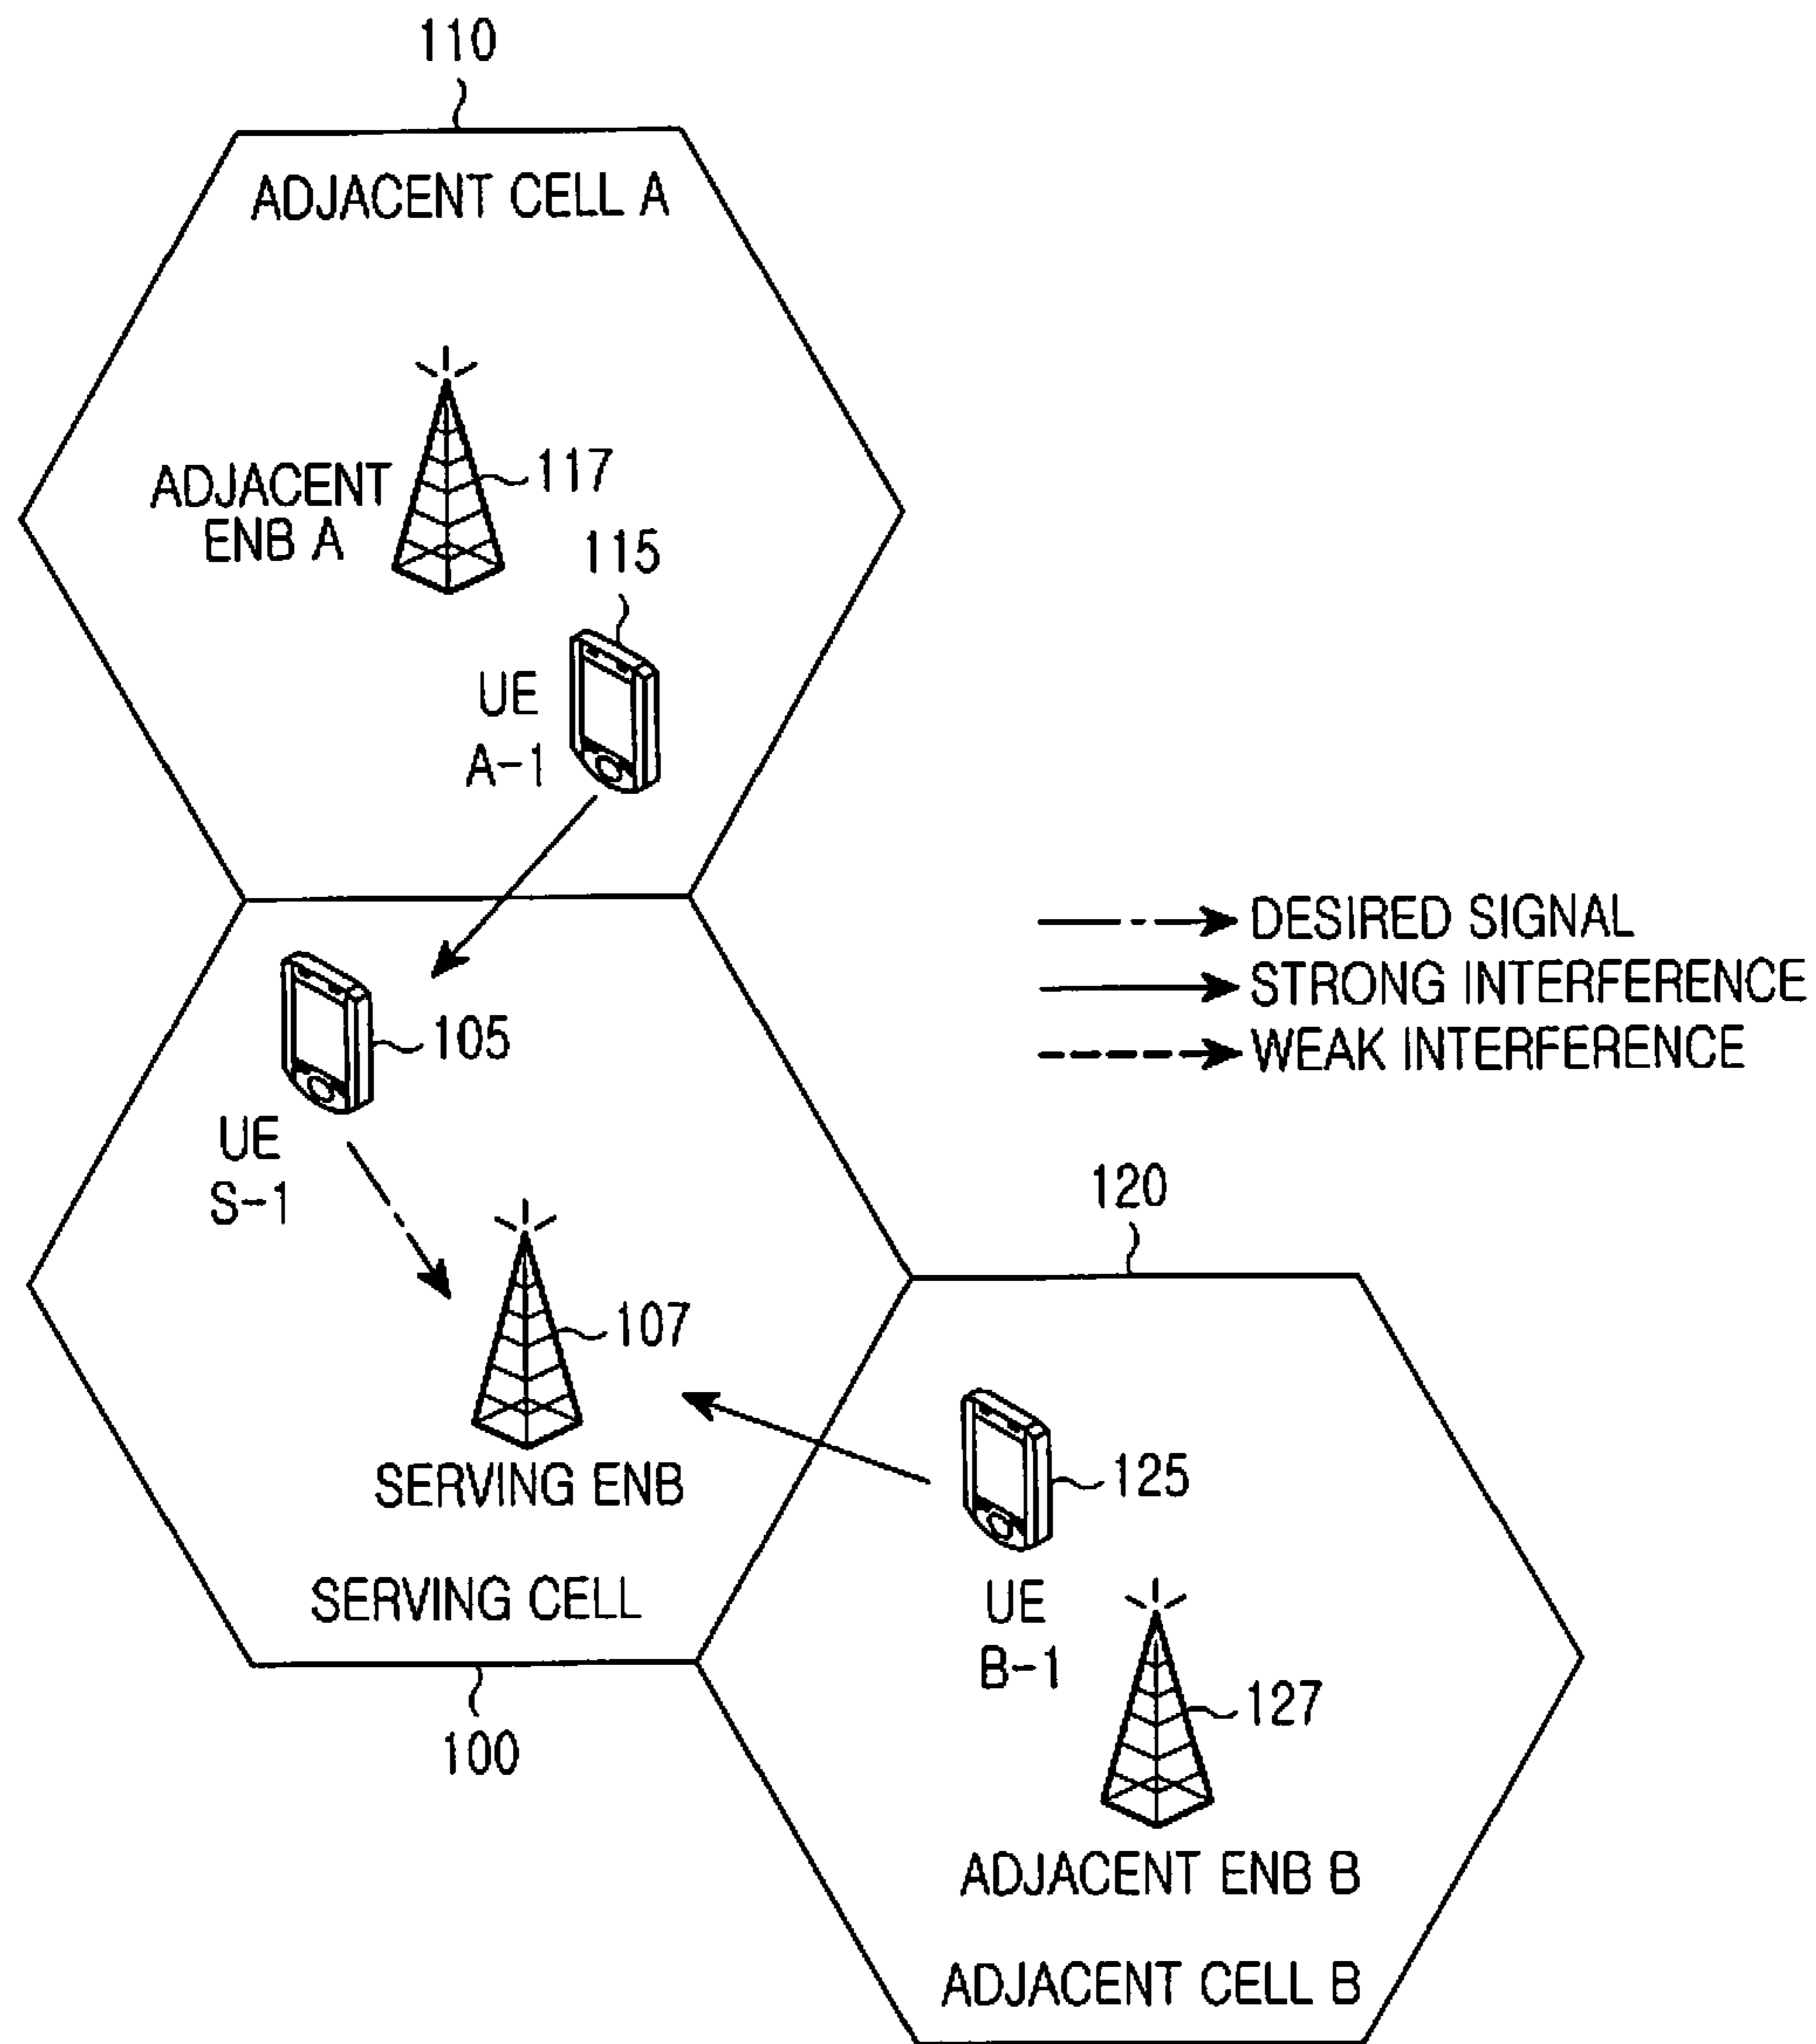 110
ADJACENT CELL A
117
ADJACENT
ENB A
115
UE
A-1
DESIRED SIGNAL
STRONG INTERFERENCE
WEAK INTERFERENCE
105
UE
S-1
120
107
125
SERVING ENB
SERVING CELL
UE
B-1
127
100
ADJACENT ENB B
ADJACENT CELL B